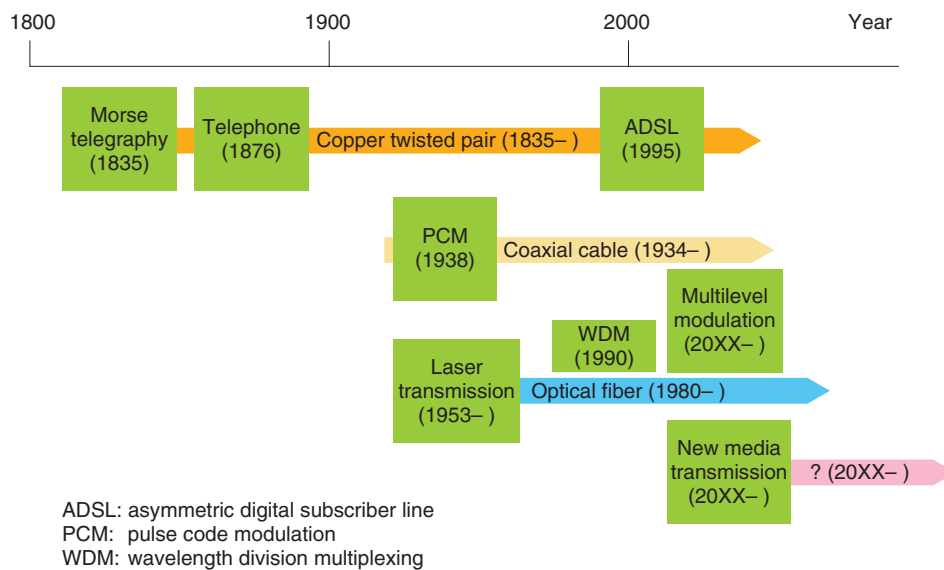 1800
1900
2000
Year
Morse
telegraphy
(1835)
Telephone
(1876)
Copper twisted pair (1835– )
ADSL
(1995)
PCM
(1938)
Coaxial cable (1934– )
Multilevel
modulation
(20XX– )
WDM
(1990)
Laser
transmission
(1953– )
Optical fiber (1980– )
New media
transmission
(20XX– )
? (20XX– )
ADSL: asymmetric digital subscriber line
PCM: pulse code modulation
WDM: wavelength division multiplexing